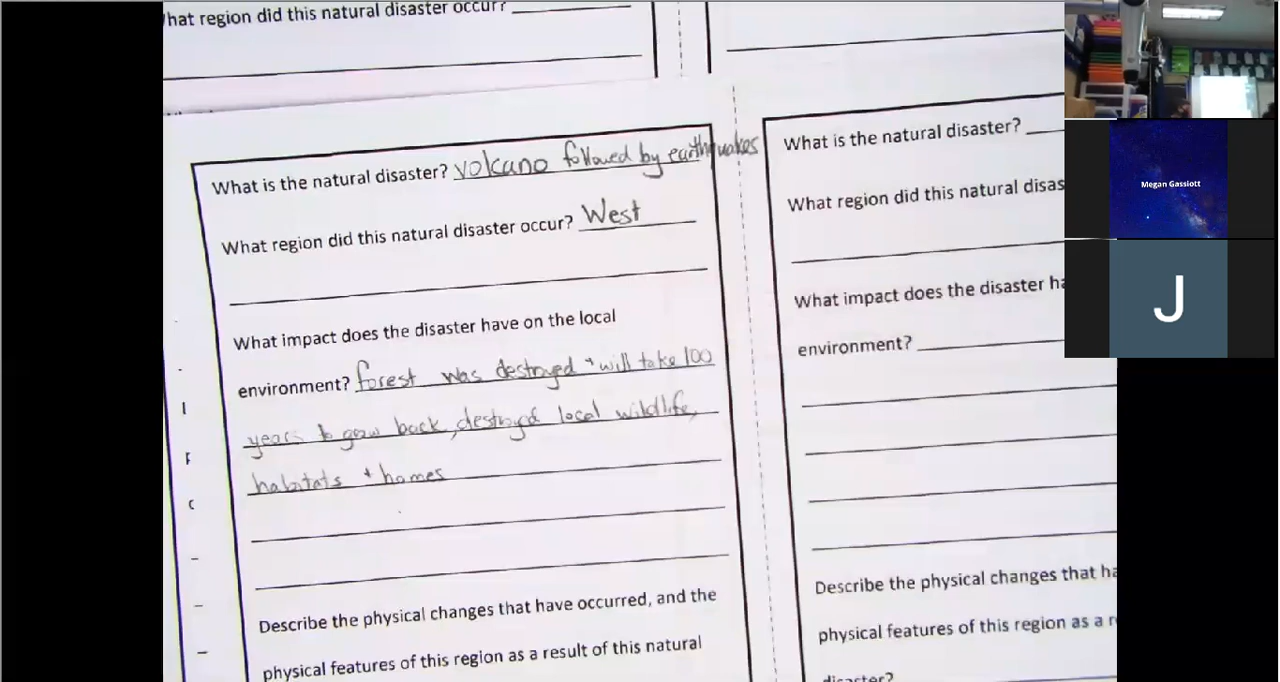 hat region did this natural disaster occur?
What is the natural disaster? volcano followed by earthquakes
What region did this natural disaster occur? West
What impact does the disaster have on the local
environment? forest was destroyed + will take 100
years to grow back, destroyd local wildlife,
habitats + homes
Describe the physical changes that have occurred, and the
physical features of this region as a result of this natural
What is the natural disaster?
What region did this natural disas
What impact does the disaster ha
environment?
Describe the physical changes that ha
physical features of this region as a r
disaster?
Megan Gassiott
J